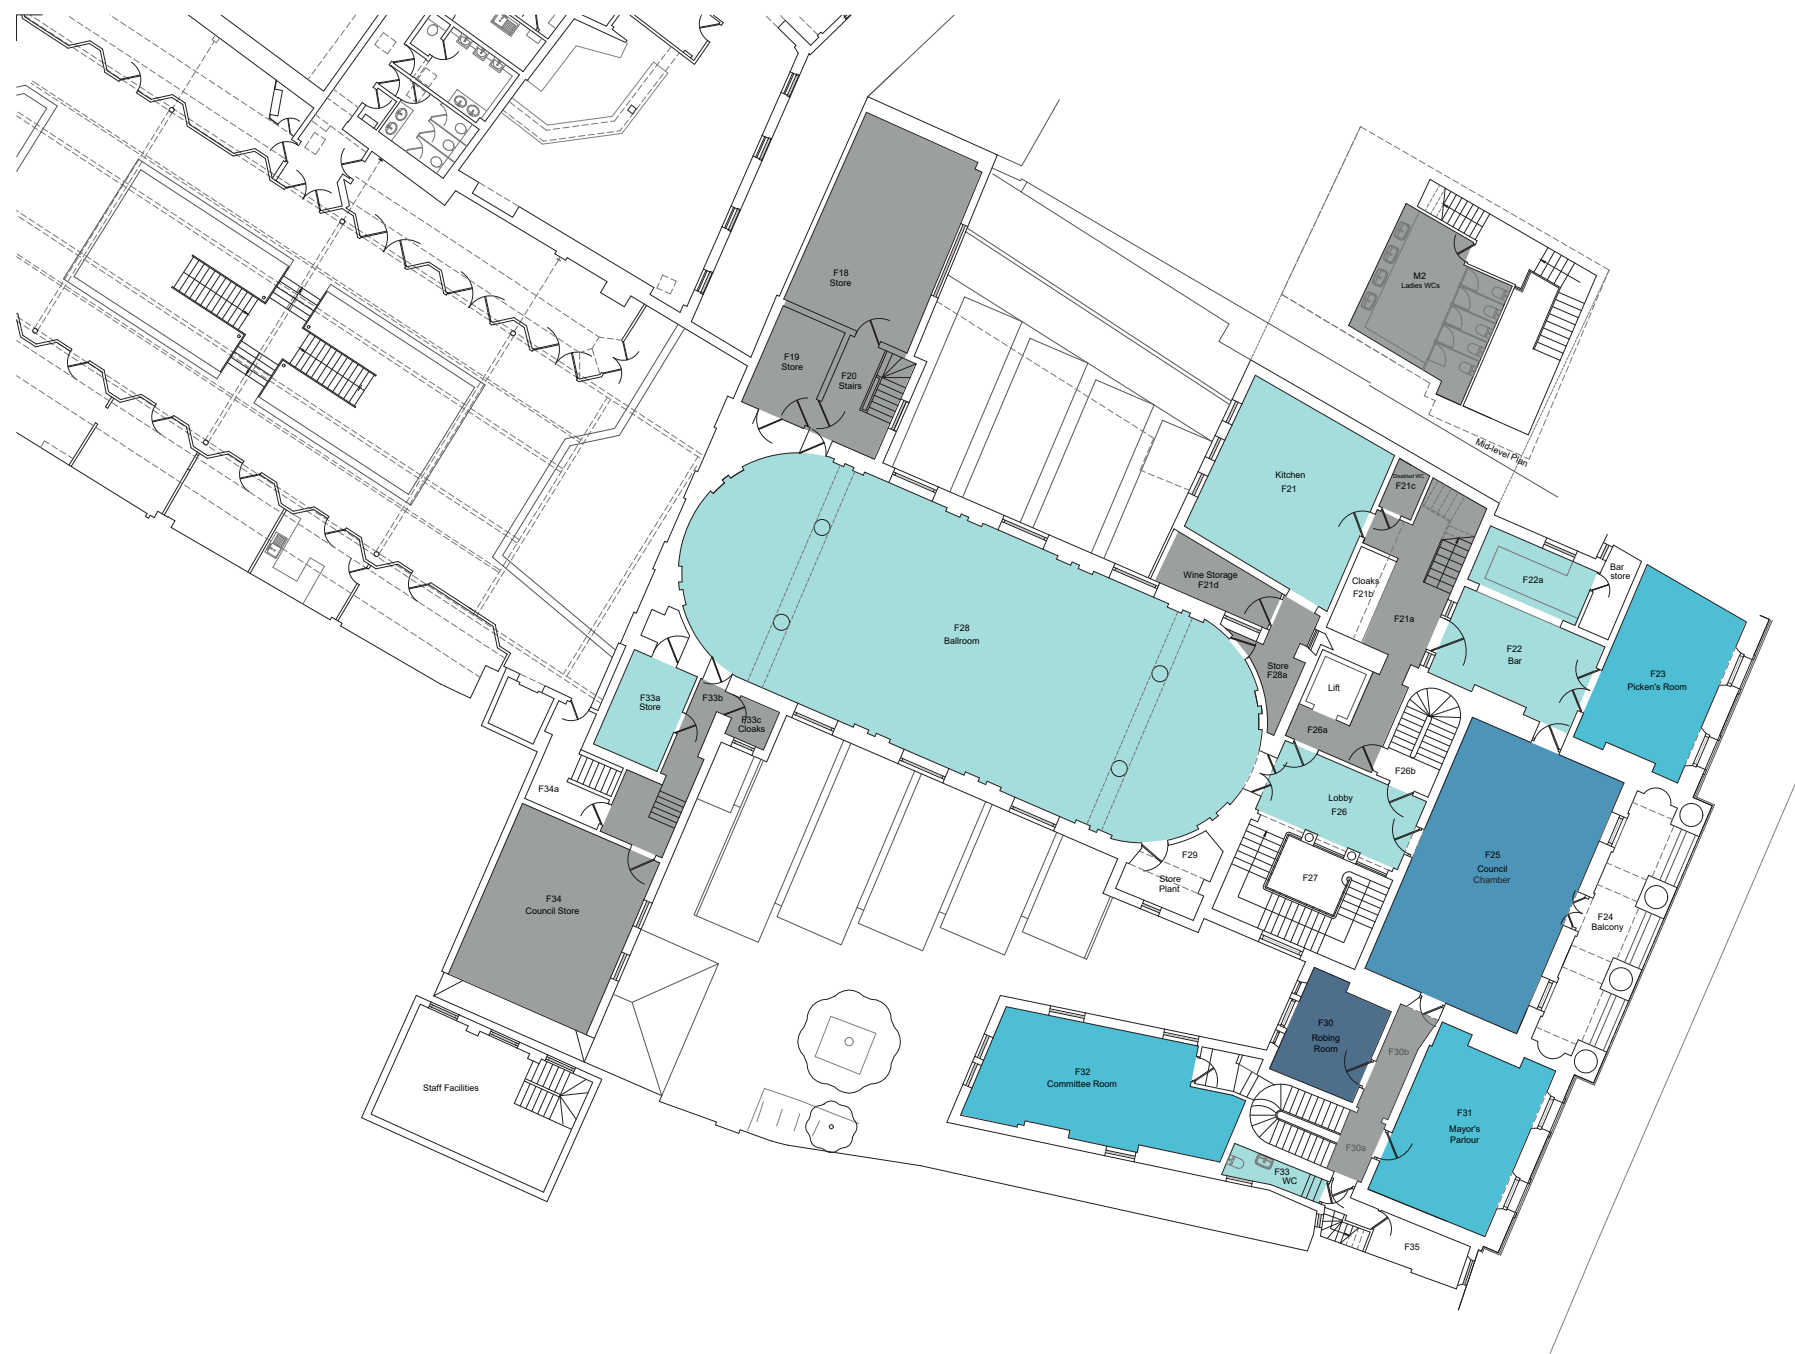 F18
Store
F19
Store
F20
Stairs
M2
Ladies WCs
Mid-level Plan
Kitchen
F21
Disabled WC
F21c
Wine Storage
F21d
Cloaks
F21b
F21a
F22a
Bar
store
F22
Bar
F23
Picken's Room
F28
Ballroom
Store
F28a
Lift
F26a
F26b
Lobby
F26
F33a
Store
F33b
F33c
Cloaks
F34a
F34
Council Store
F29
Store
Plant
F27
F25
Council
Chamber
F24
Balcony
F30
Robing
Room
F30b
F32
Committee Room
F31
Mayor's
Parlour
F30a
F33
WC
F35
Staff Facilities